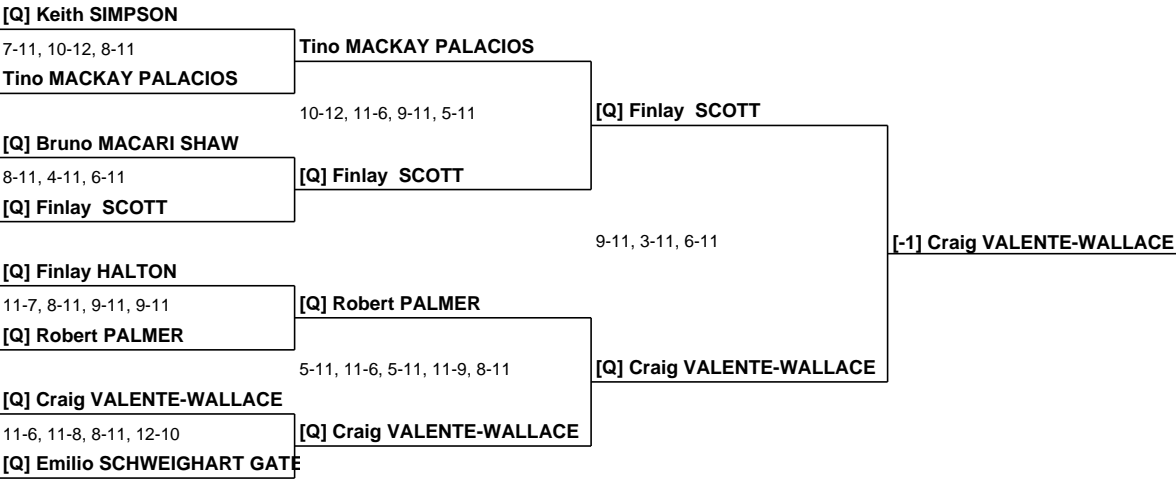 [Q] Keith SIMPSON
7-11, 10-12, 8-11
Tino MACKAY PALACIOS
[Q] Bruno MACARI SHAW
8-11, 4-11, 6-11
[Q] Finlay SCOTT
[Q] Finlay HALTON
11-7, 8-11, 9-11, 9-11
[Q] Robert PALMER
[Q] Craig VALENTE-WALLACE
11-6, 11-8, 8-11, 12-10
[Q] Emilio SCHWEIGHART GATE
Tino MACKAY PALACIOS
10-12, 11-6, 9-11, 5-11
[Q] Finlay SCOTT
[Q] Robert PALMER
5-11, 11-6, 5-11, 11-9, 8-11
[Q] Craig VALENTE-WALLACE
[Q] Finlay SCOTT
9-11, 3-11, 6-11
[Q] Craig VALENTE-WALLACE
[-1] Craig VALENTE-WALLACE